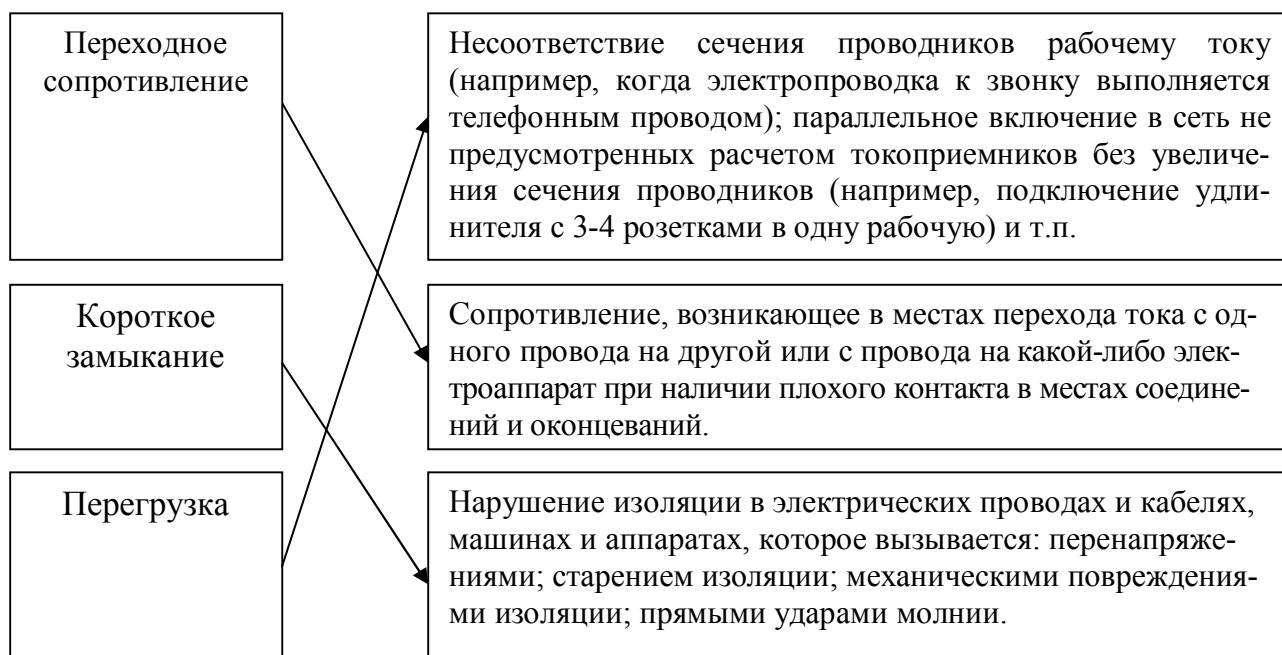 Переходное
сопротивление
Несоответствие сечения проводников рабочему току
(например, когда электропроводка к звонку выполняется
телефонным проводом); параллельное включение в сеть не
предусмотренных расчетом токоприемников без увеличе-
ния сечения проводников (например, подключение удли-
нителя с 3-4 розетками в одну рабочую) и т.п.
Короткое
замыкание
Сопротивление, возникающее в местах перехода тока с од-
ного провода на другой или с провода на какой-либо элек-
троаппарат при наличии плохого контакта в местах соедине-
ний и оконцеваний.
Перегрузка
Нарушение изоляции в электрических проводах и кабелях,
машинах и аппаратах, которое вызывается: перенапряже-
ниями; старением изоляции; механическими повреждения-
ми изоляции; прямыми ударами молнии.